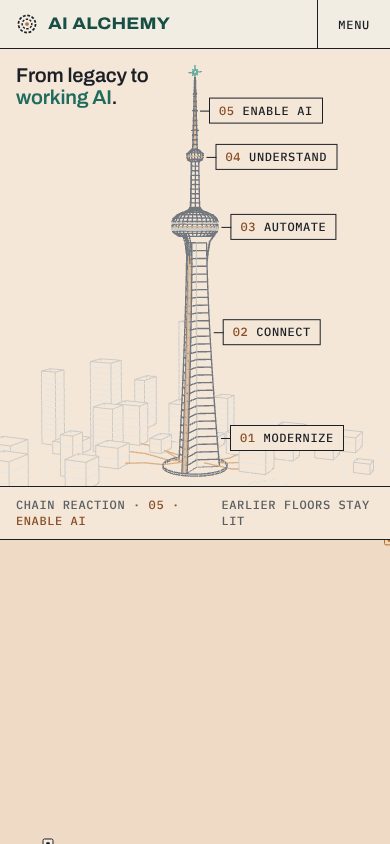 AI ALCHEMY
MENU
From legacy to
working AI.
05 ENABLE AI
04 UNDERSTAND
03 AUTOMATE
02 CONNECT
01 MODERNIZE
CHAIN REACTION · 05 ·
ENABLE AI
EARLIER FLOORS STAY
LIT